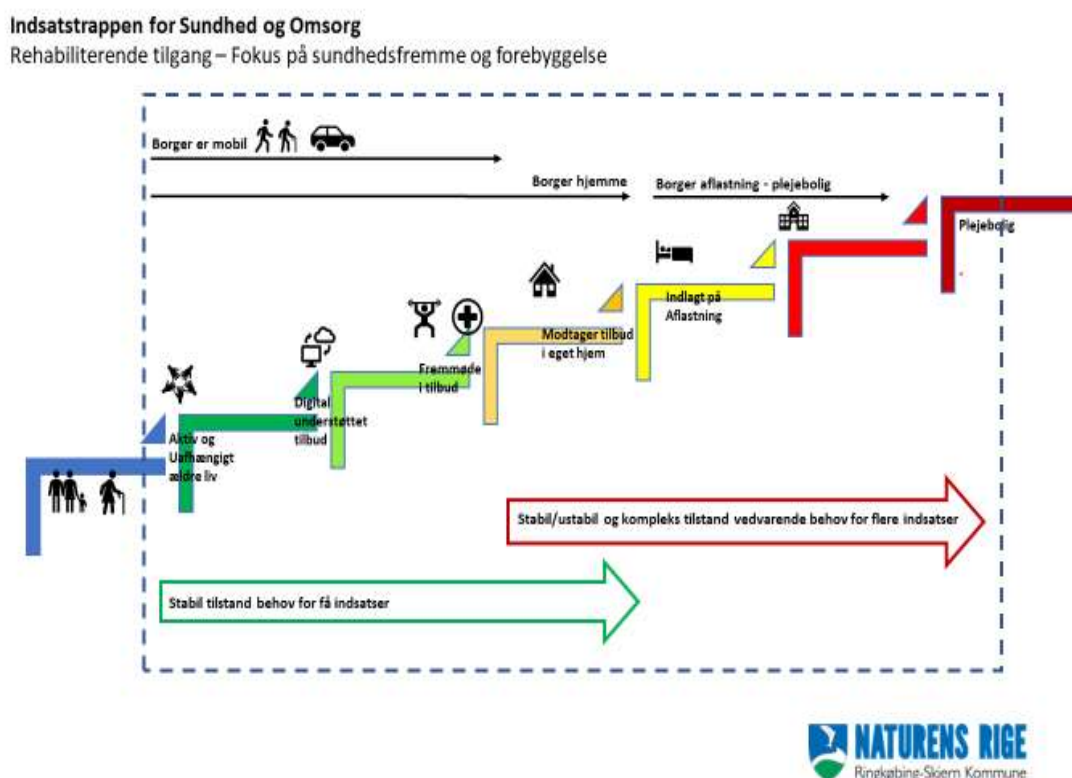 Indsatstrappen for Sundhed og Omsorg
Rehabiliterende tilgang – Fokus på sundhedsfremme og forebyggelse
Borger er mobil
Borger hjemme
Borger aflastning - plejebolig
Plejebolig
Indlagt på
Aflastning
Modtager tilbud
i eget hjem
Fremmøde
i tilbud
Digital
understøttet
tilbud
Aktiv og
Uafhængigt
ældre liv
Stabil/ustabil og kompleks tilstand vedvarende behov for flere indsatser
Stabil tilstand behov for få indsatser
NATURENS RIGE
Ringkøbing-Skjern Kommune